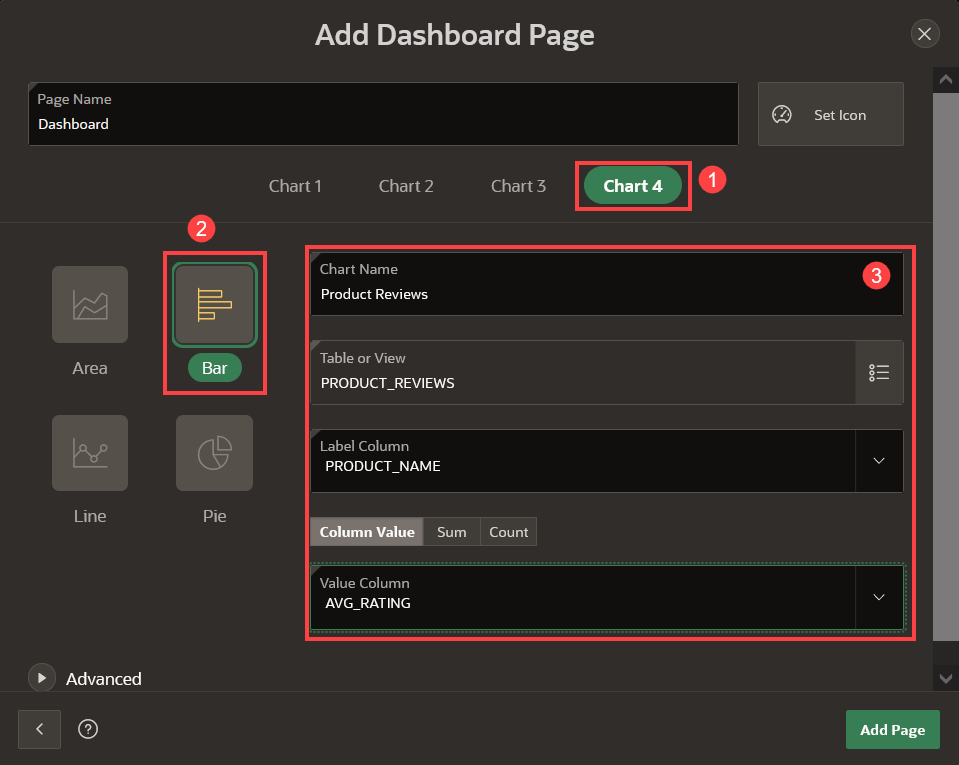 Add Dashboard Page
Page Name
Dashboard
Set Icon
Chart 1
Chart 2
Chart 3
Chart 4
1
2
Area
Bar
Line
Pie
3
Chart Name
Product Reviews
Table or View
PRODUCT_REVIEWS
Label Column
PRODUCT_NAME
Column Value
Sum
Count
Value Column
AVG_RATING
Advanced
?
Add Page